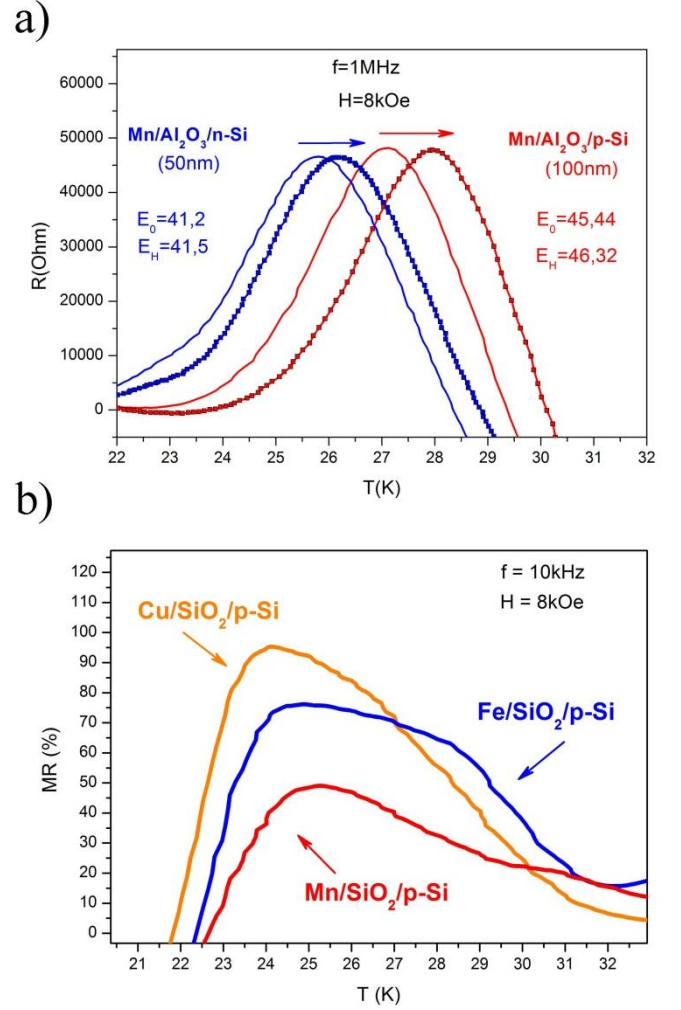 a)
f=1MHz
H=8kOe
Mn/Al₂O₃/n-Si
(50nm)
Mn/Al₂O₃/p-Si
(100nm)
E₀=41,2
E_H=41,5
E₀=45,44
E_H=46,32
R(Ohm)
60000
50000
40000
30000
20000
10000
0
22 23 24 25 26 27 28 29 30 31 32
T(K)
b)
f = 10kHz
H = 8kOe
Cu/SiO₂/p-Si
Fe/SiO₂/p-Si
Mn/SiO₂/p-Si
MR (%)
120
110
100
90
80
70
60
50
40
30
20
10
0
21 22 23 24 25 26 27 28 29 30 31 32
T (K)